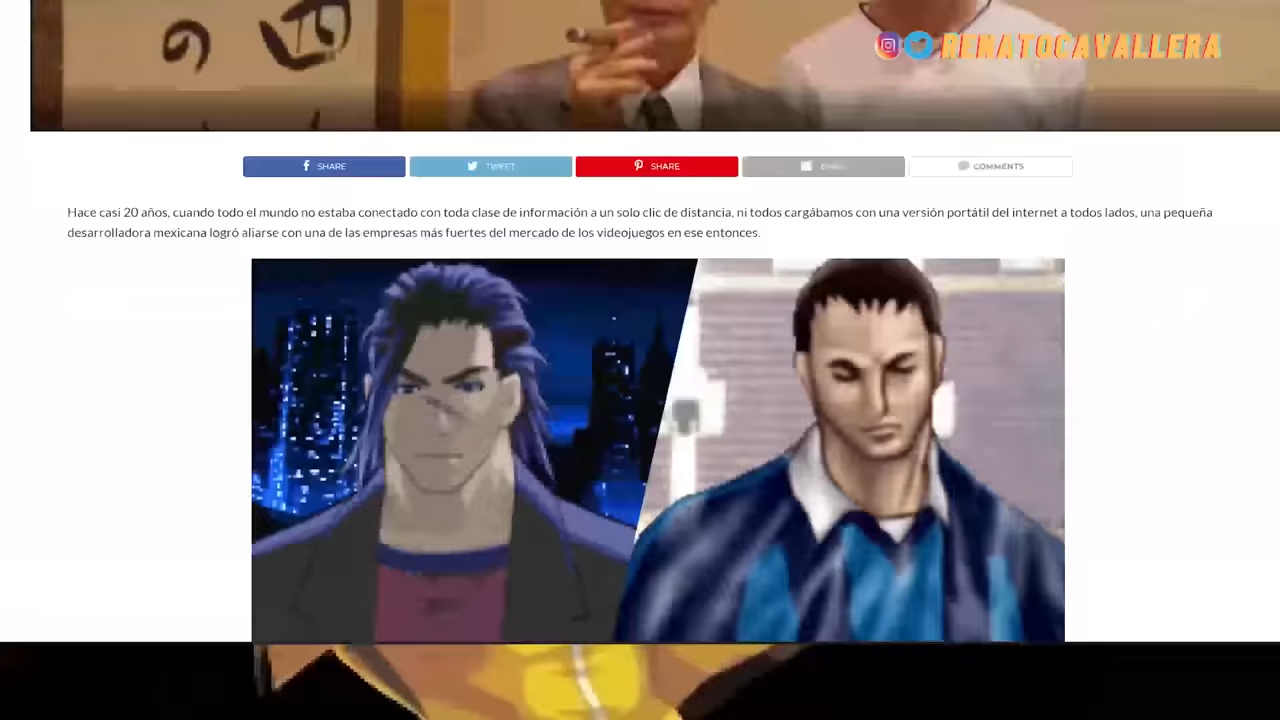 の 四
RENATOCAVALLERA
SHARE
TWEET
SHARE
COMMENTS
Hace casi 20 años, cuando todo el mundo no estaba conectado con toda clase de información a un solo clic de distancia, ni todos cargábamos con una versión portátil del internet a todos lados, una pequeña
desarrolladora mexicana logró aliarse con una de las empresas más fuertes del mercado de los videojuegos en ese entonces.